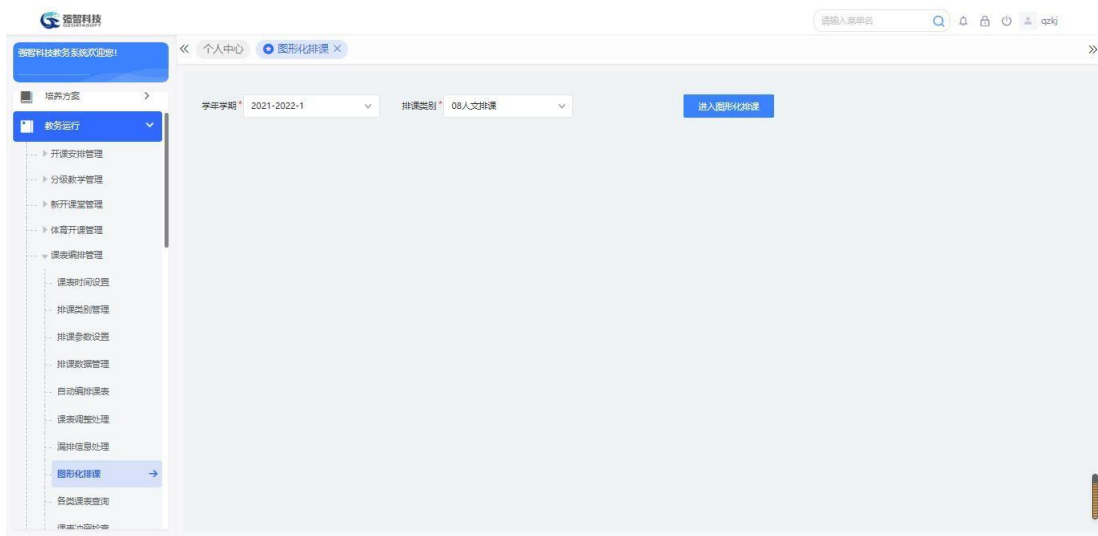 强智科技
QIZHISOFT
请输入菜单名
qzkj
强智科技教务系统欢迎您!
个人中心
图形化排课
培养方案
教务运行
开课安排管理
分级教学管理
新开课堂管理
体育开课管理
课表编排管理
课表时间设置
排课类别管理
排课参数设置
排课数据管理
自动编排课表
课表调整处理
漏排信息处理
图形化排课
各类课表查询
课表冲突检查
学年学期* 2021-2022-1 排课类别* 08人文排课 进入图形化排课